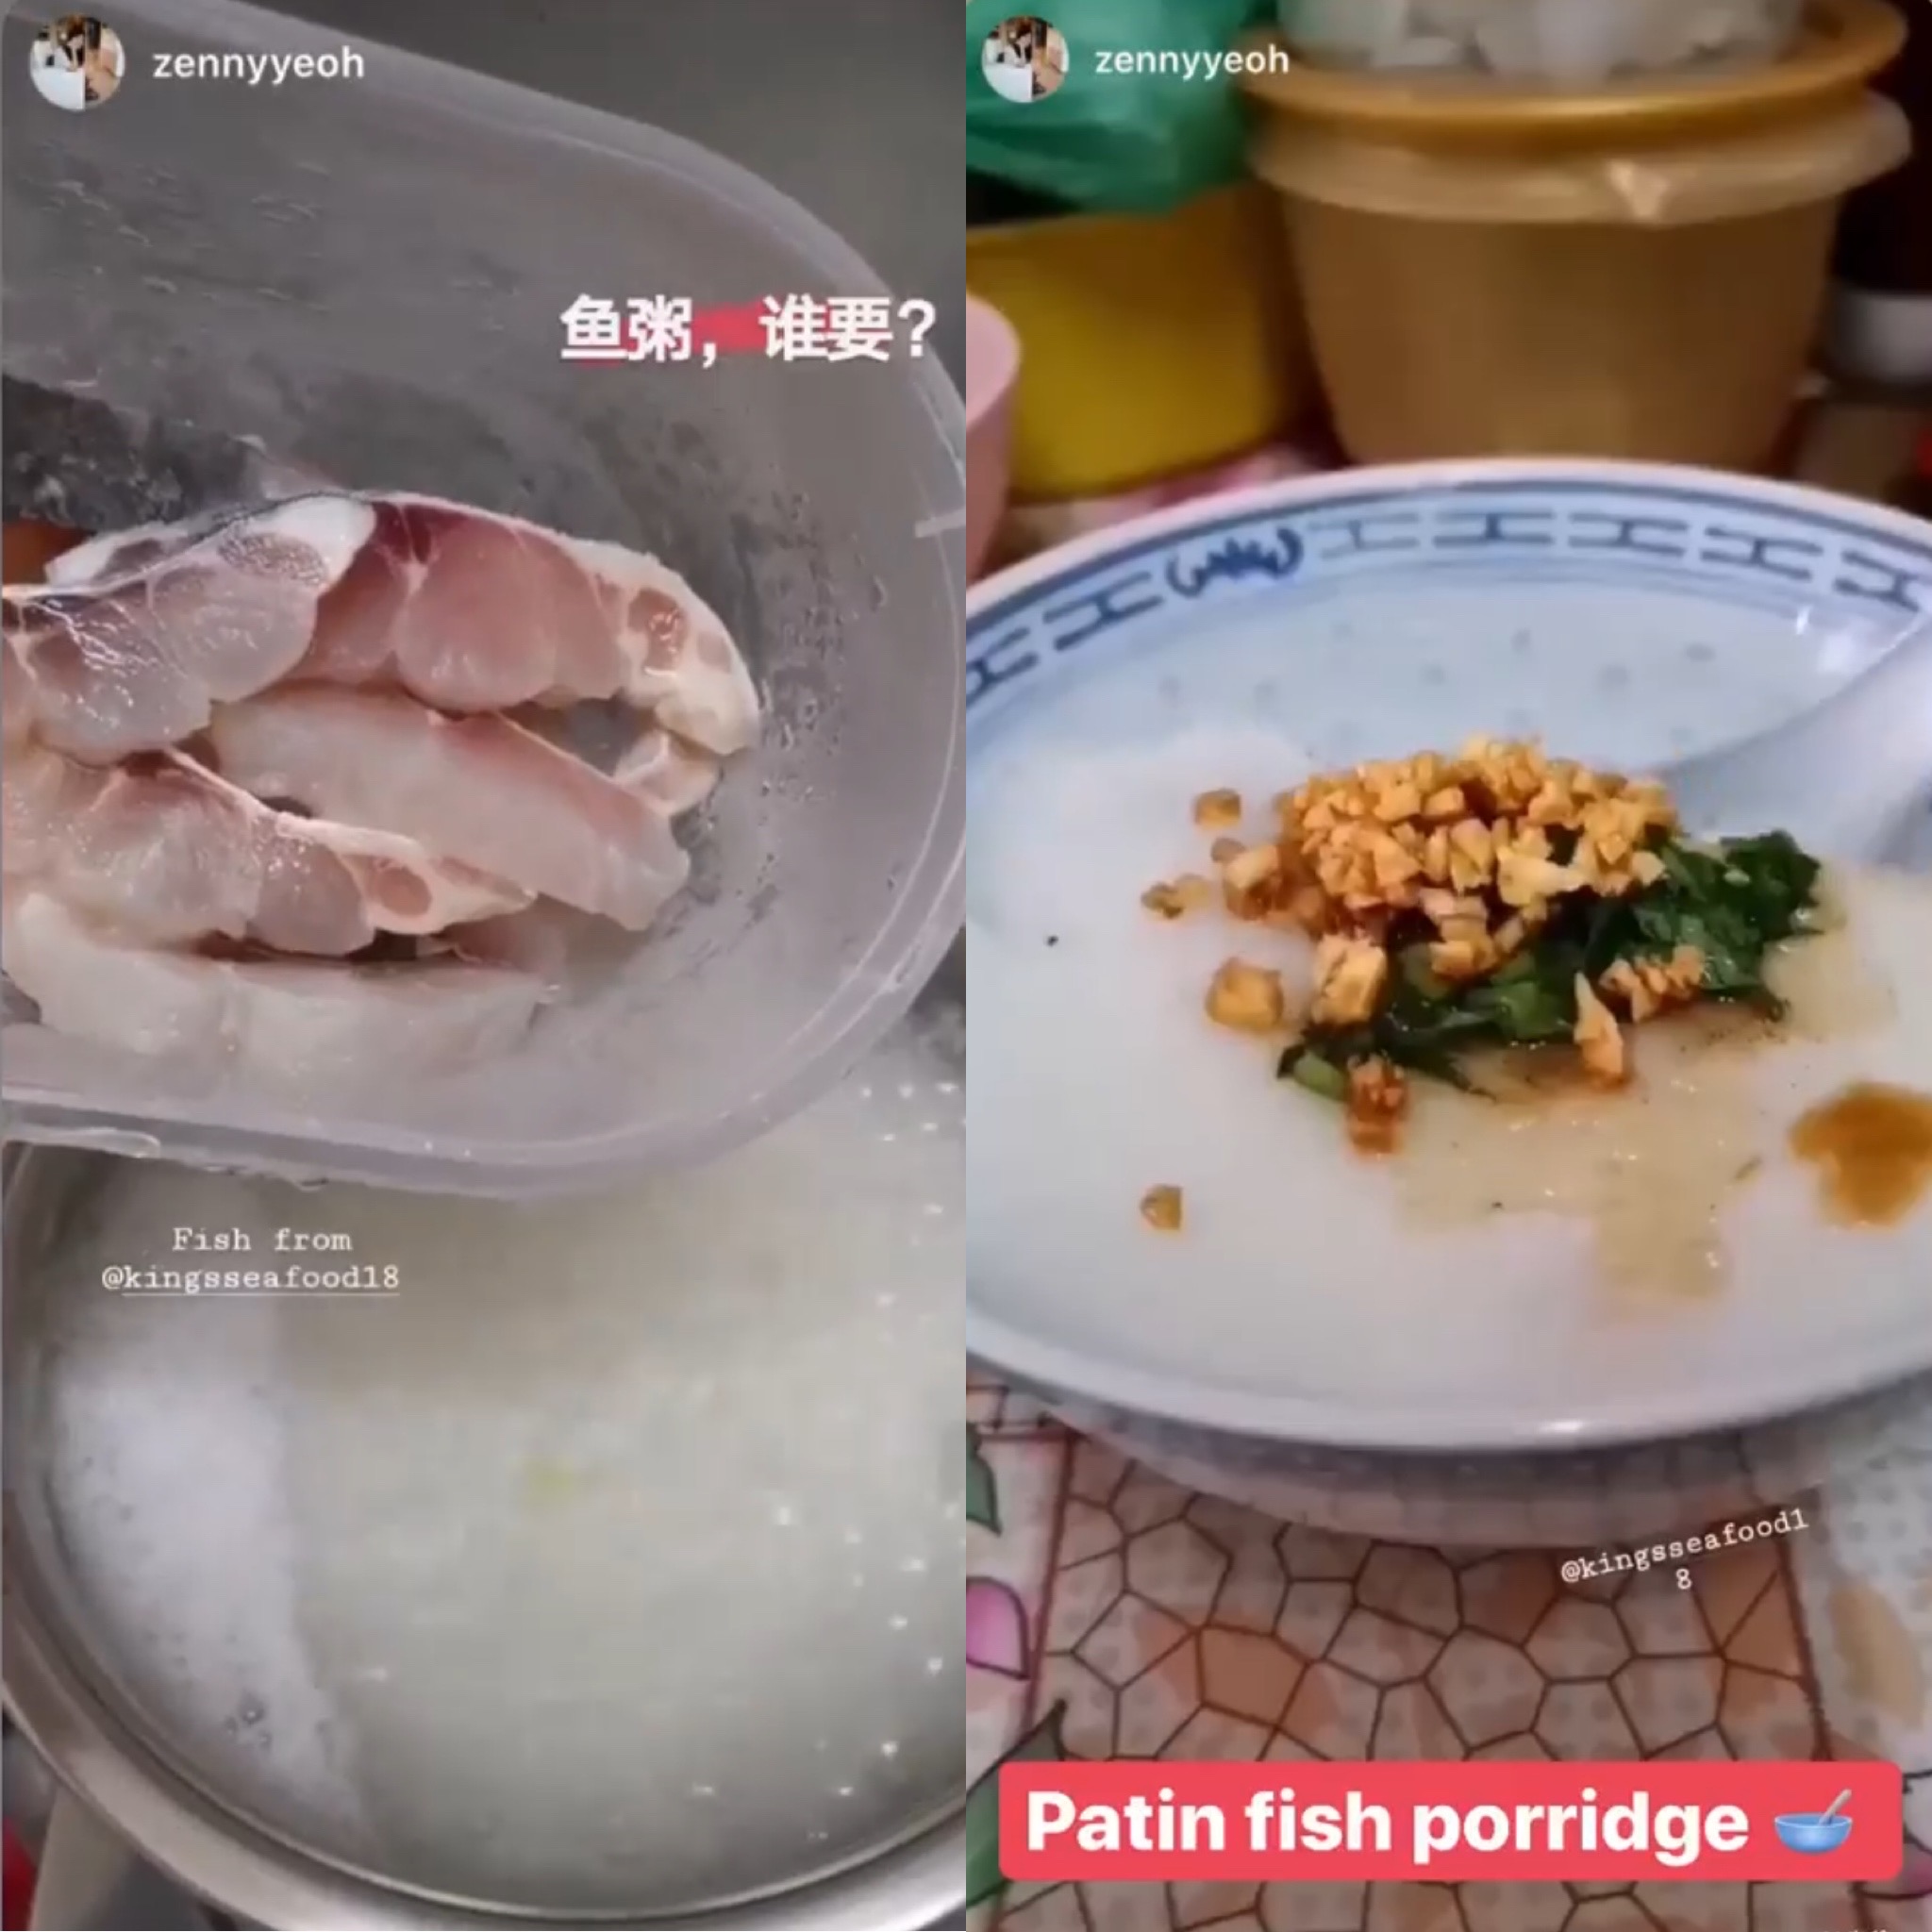 zennyyeoh
鱼粥，谁要？
Fish from
@kingsseafood18
zennyyeoh
@kingsseafood1
8
Patin fish porridge